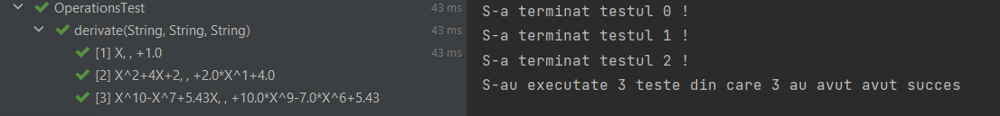 OperationsTest 43 ms
derivate(String, String, String) 43 ms
[1] X, , +1.0 43 ms
[2] X^2+4X+2, , +2.0*X^1+4.0
[3] X^10-X^7+5.43X, , +10.0*X^9-7.0*X^6+5.43
S-a terminat testul 0 !
S-a terminat testul 1 !
S-a terminat testul 2 !
S-au executate 3 teste din care 3 au avut avut succes